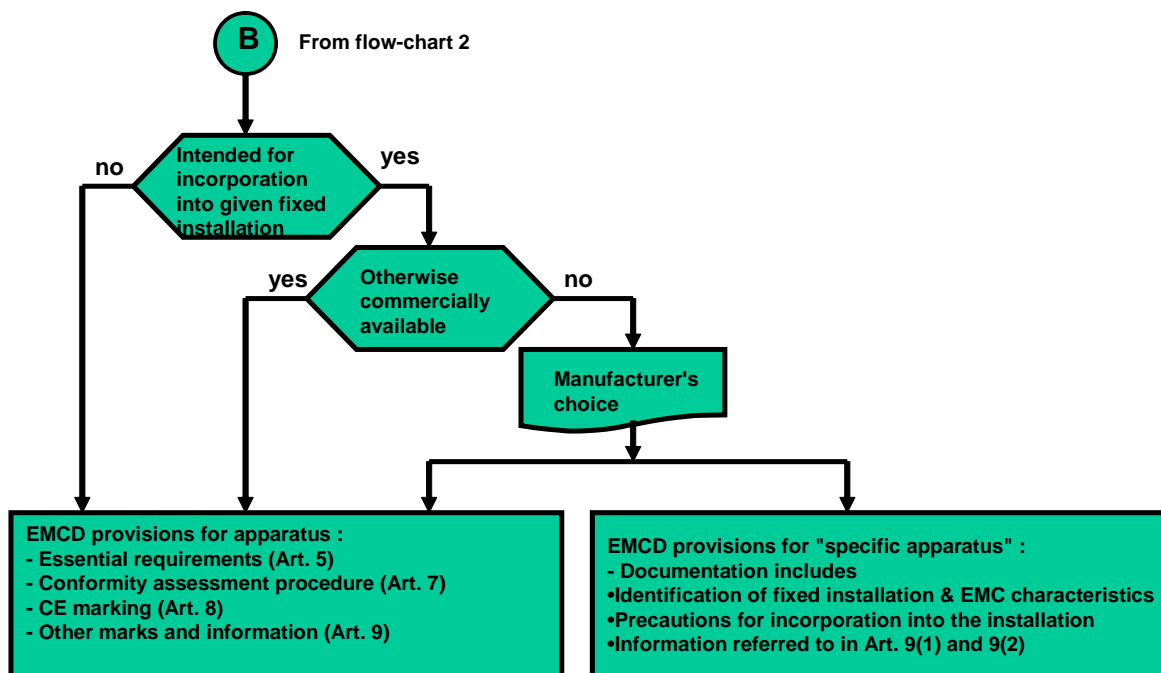 B
From flow-chart 2
no
Intended for
incorporation
into given fixed
installation
yes
yes
Otherwise
commercially
available
no
Manufacturer's
choice
EMCD provisions for apparatus :
- Essential requirements (Art. 5)
- Conformity assessment procedure (Art. 7)
- CE marking (Art. 8)
- Other marks and information (Art. 9)
EMCD provisions for "specific apparatus" :
- Documentation includes
•Identification of fixed installation & EMC characteristics
•Precautions for incorporation into the installation
•Information referred to in Art. 9(1) and 9(2)